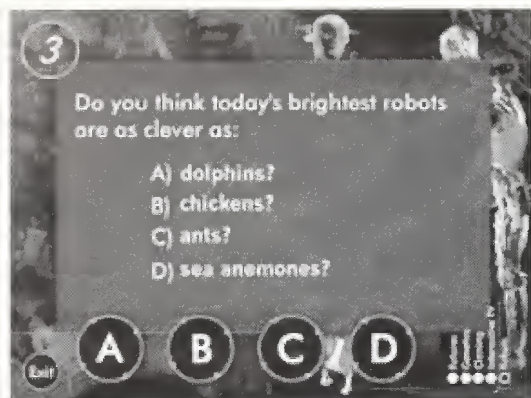 3
Do you think today's brightest robots
are as clever as:
A) dolphins?
B) chickens?
C) ants?
D) sea anemones?
A B C D
Exit